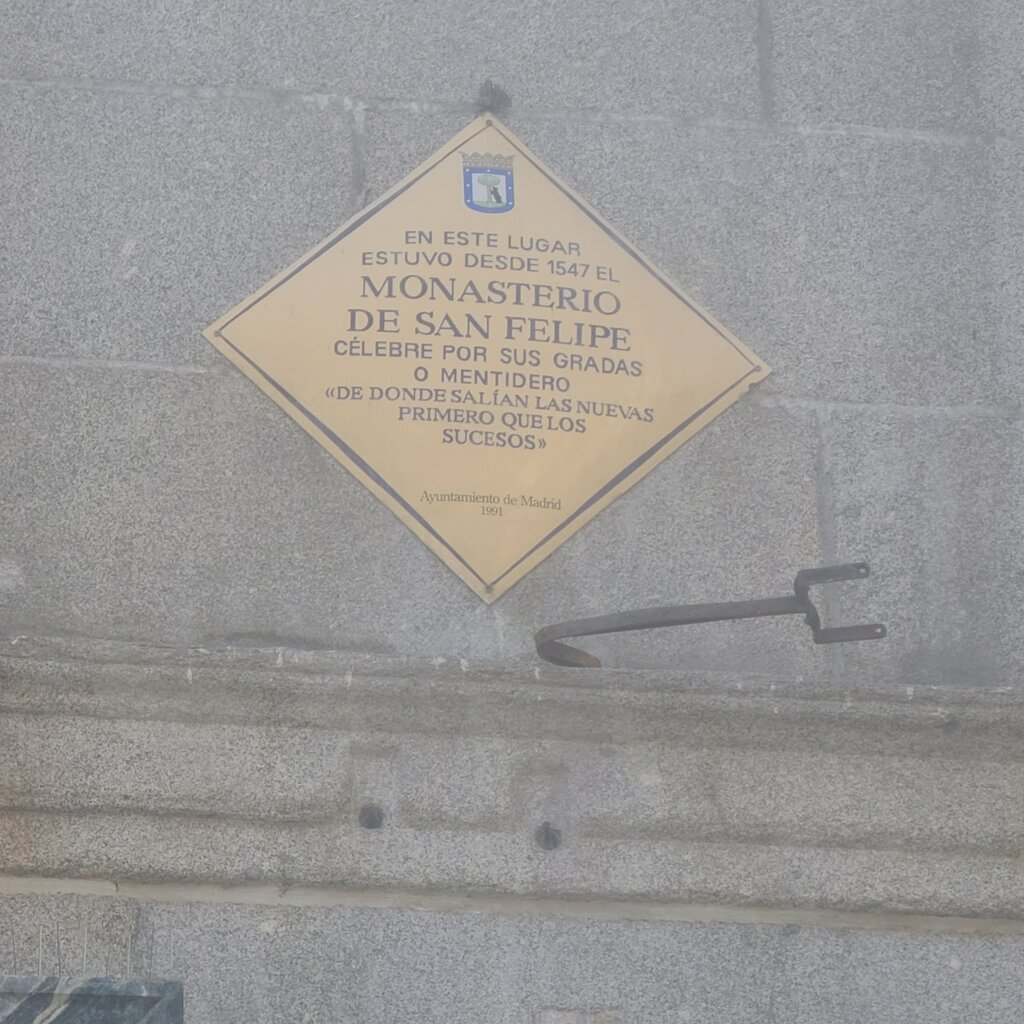 EN ESTE LUGAR
ESTUVO DESDE 1547 EL
MONASTERIO
DE SAN FELIPE
CÉLEBRE POR SUS GRADAS
O MENTIDERO
«DE DONDE SALÍAN LAS NUEVAS
PRIMERO QUE LOS
SUCESOS»
Ayuntamiento de Madrid
1991